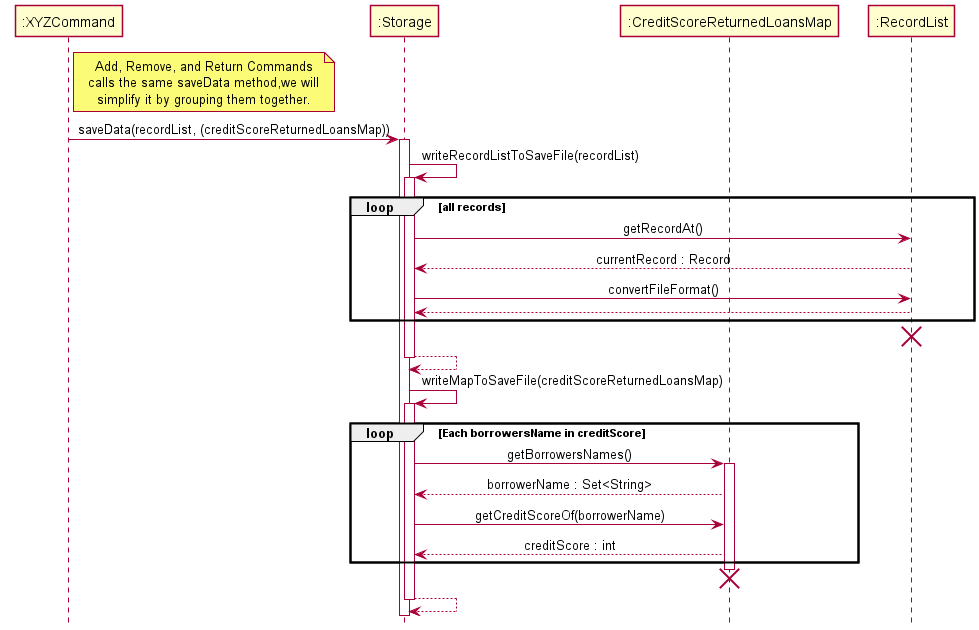 :XYZCommand
:Storage
:CreditScoreReturnedLoansMap
:RecordList
Add, Remove, and Return Commands
calls the same saveData method,we will
simplify it by grouping them together.
saveData(recordList, (creditScoreReturnedLoansMap))
writeRecordListToSaveFile(recordList)
loop [all records]
getRecordAt()
currentRecord : Record
convertFileFormat()
writeMapToSaveFile(creditScoreReturnedLoansMap)
loop [Each borrowersName in creditScore]
getBorrowersNames()
borrowerName : Set<String>
getCreditScoreOf(borrowerName)
creditScore : int